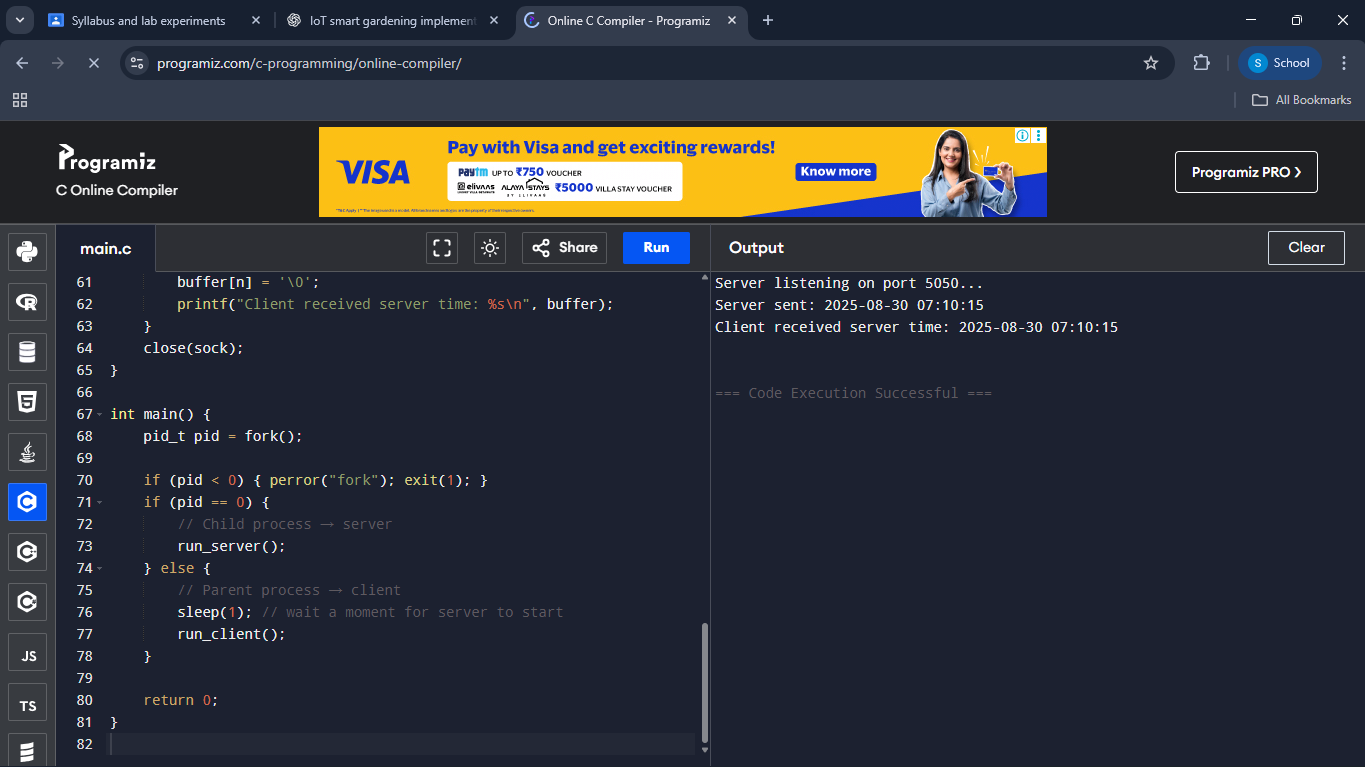 Syllabus and lab experiments
IoT smart gardening implement
Online C Compiler - Programiz
programiz.com/c-programming/online-compiler/
S School
All Bookmarks
Programiz
C Online Compiler
VISA
Pay with Visa and get exciting rewards!
paytm UP TO ₹750 VOUCHER
elivaas ALAYA STAYS BY ELIVAAS ₹5000 VILLA STAY VOUCHER
Know more
Programiz PRO ❯
main.c
Share
Run
Output
Clear
61 buffer[n] = '\0';
62 printf("Client received server time: %s\n", buffer);
63 }
64 close(sock);
65 }
66
67 int main() {
68 pid_t pid = fork();
69
70 if (pid < 0) { perror("fork"); exit(1); }
71 if (pid == 0) {
72 // Child process → server
73 run_server();
74 } else {
75 // Parent process → client
76 sleep(1); // wait a moment for server to start
77 run_client();
78 }
79
80 return 0;
81 }
82
Server listening on port 5050...
Server sent: 2025-08-30 07:10:15
Client received server time: 2025-08-30 07:10:15
=== Code Execution Successful ===
JS
TS